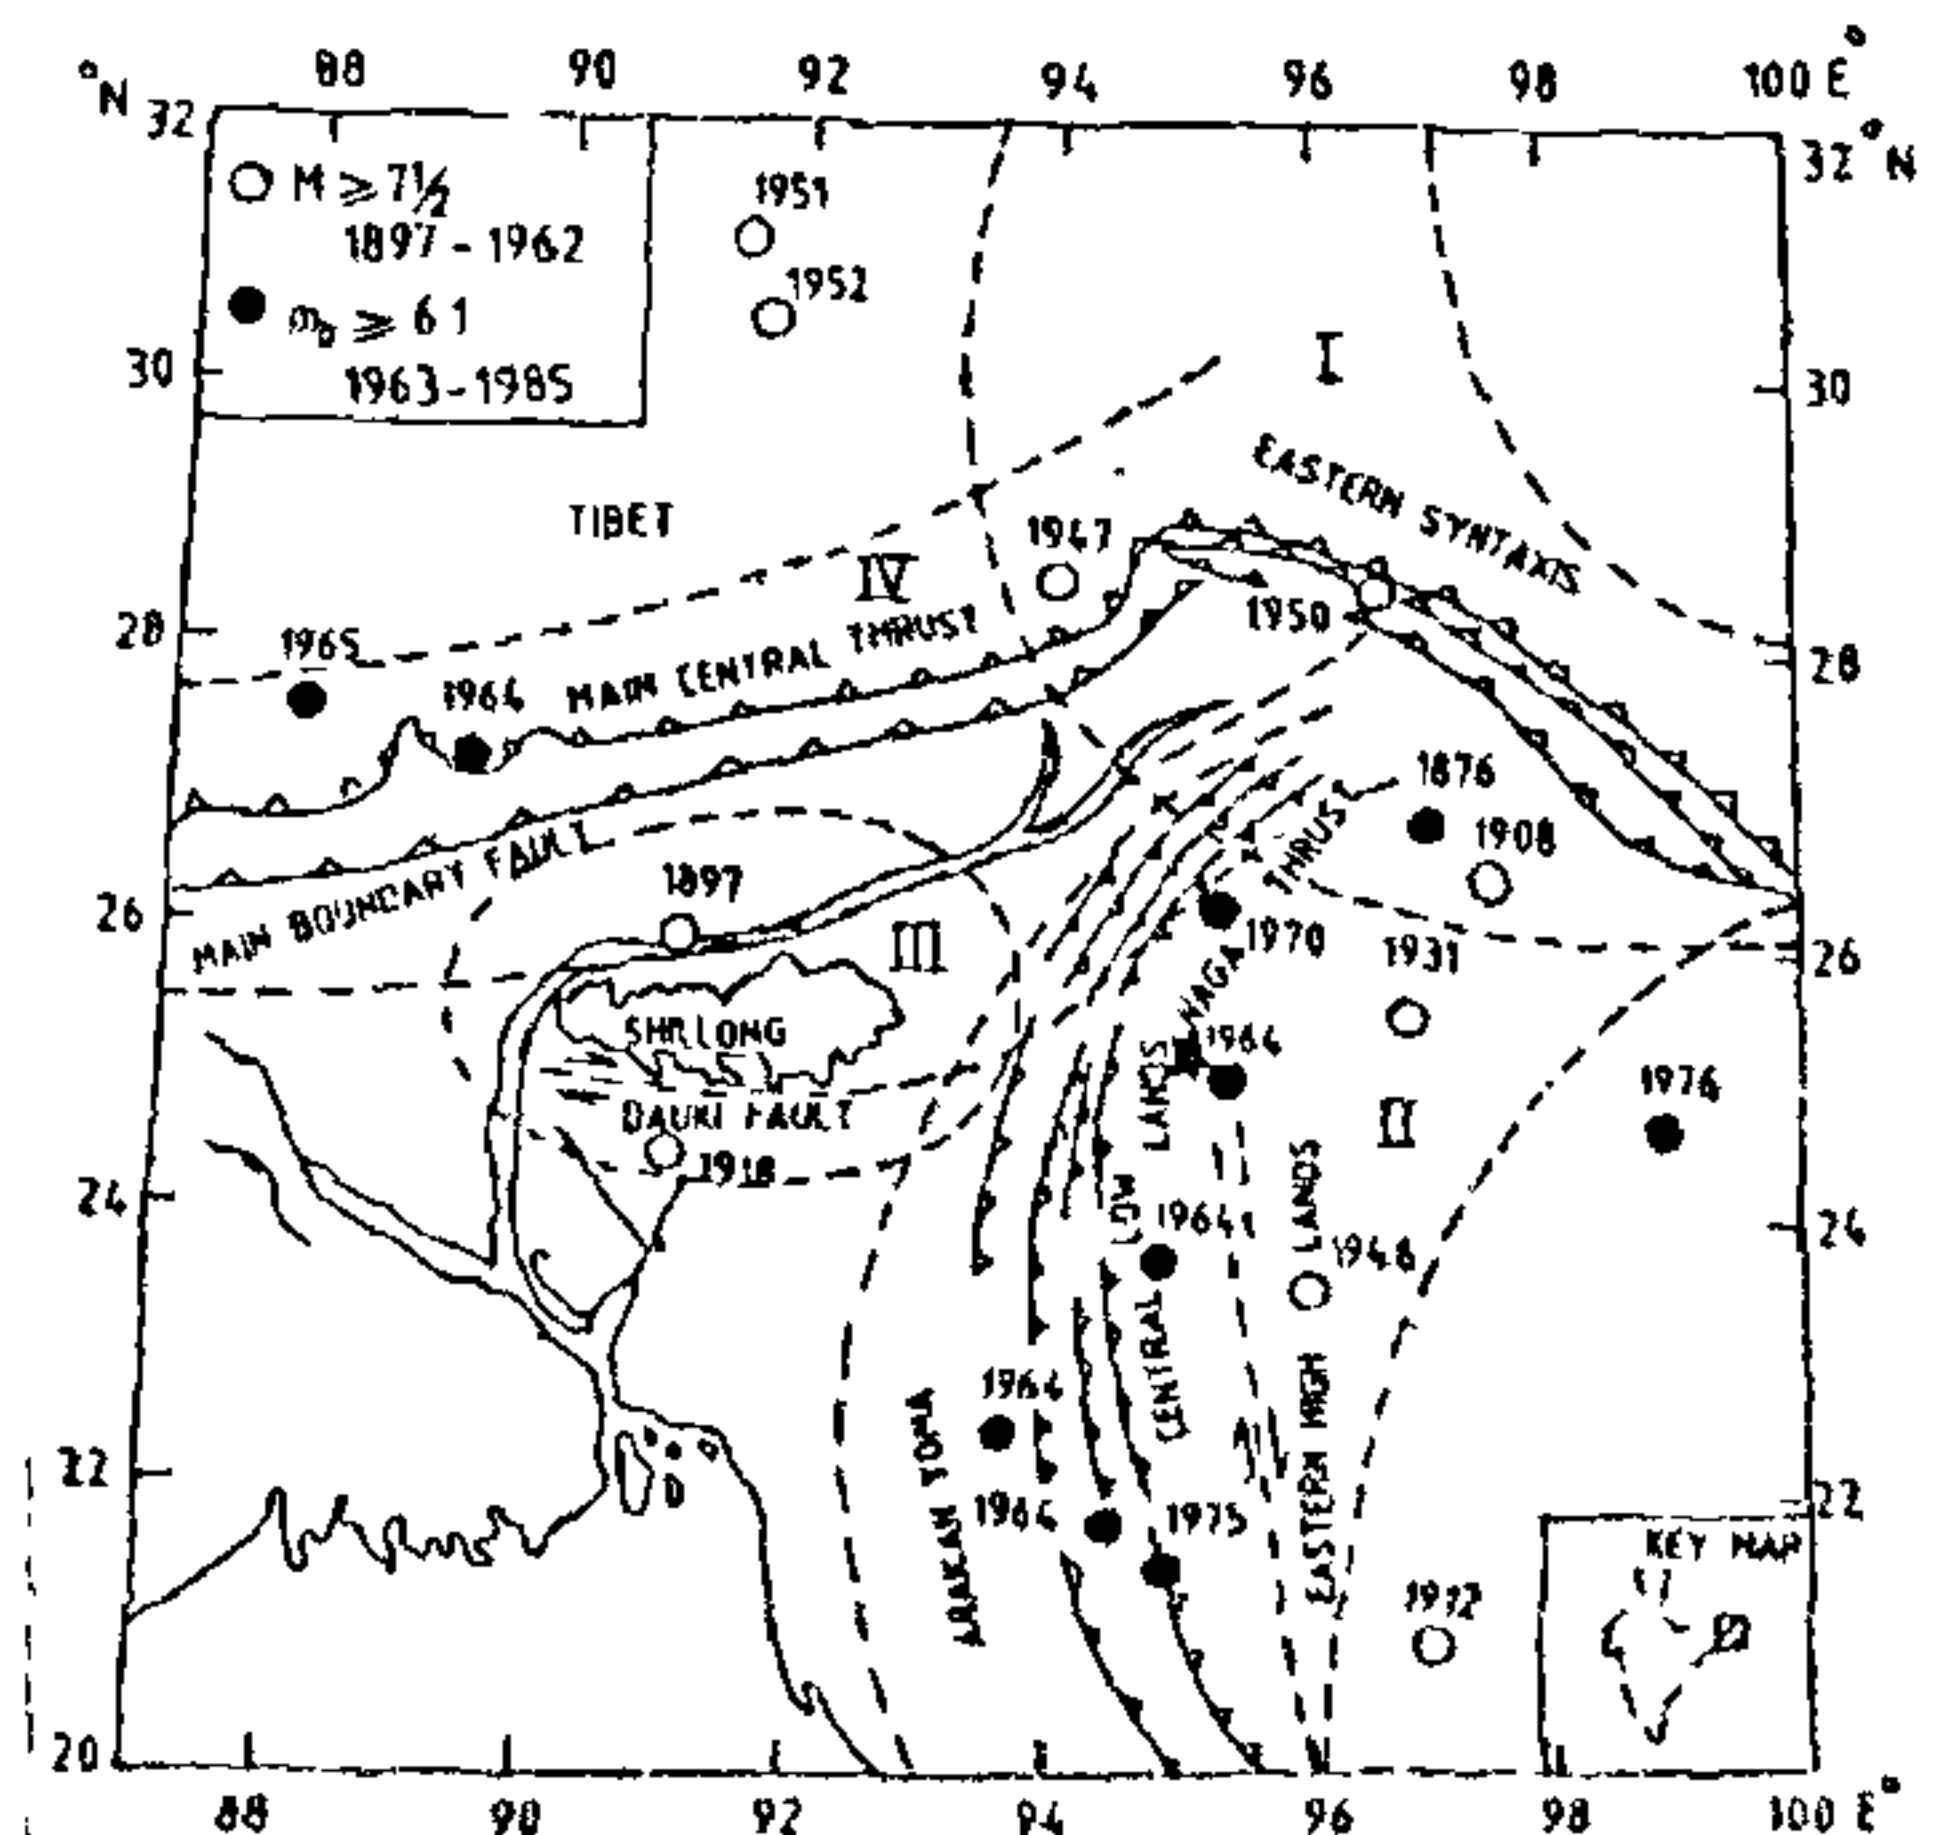 88 90 92 94 96 98 100 E°
°N 32
32°N
M ≥ 7½
1897 - 1962
m_b ≥ 6 1
1963 - 1985
1951
1952
30
30
I
EASTERN SYNTAXIS
TIBET
1947
IV
1950
28
28
1965
1964
MAIN CENTRAL THRUST
1876
1908
MAIN BOUNDARY FAULT
1897
26
26
III
1970
1931
NAGA THRUST
SHILLONG
1964
1976
DAUKI FAULT
II
1918
24
24
1964
1948
CENTRAL LOW LANDS
EASTERN HIGH LANDS
1964
ARAKAN YOMA
22
22
1964
1975
KEY MAP
1912
20
88 90 92 94 96 98 100 E°